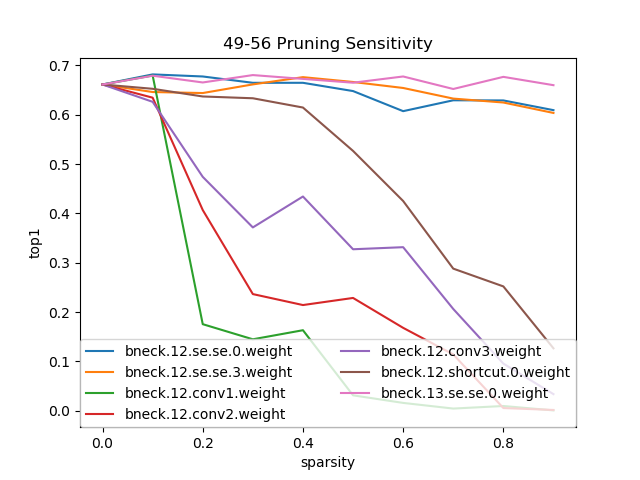 49-56 Pruning Sensitivity
0.7
0.6
0.5
0.4
0.3
0.2
0.1
0.0
top1
bneck.12.se.se.0.weight
bneck.12.se.se.3.weight
bneck.12.conv1.weight
bneck.12.conv2.weight
bneck.12.conv3.weight
bneck.12.shortcut.0.weight
bneck.13.se.se.0.weight
0.0 0.2 0.4 0.6 0.8
sparsity